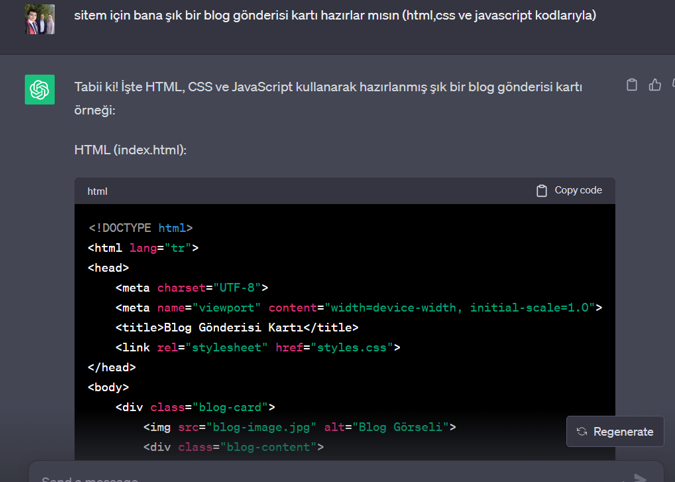 sitem için bana şık bir blog gönderisi kartı hazırlar mısın (html,css ve javascript kodlarıyla)
Tabii ki! İşte HTML, CSS ve JavaScript kullanarak hazırlanmış şık bir blog gönderisi kartı
örneği:
HTML (index.html):
html
Copy code
<!DOCTYPE html>
<html lang="tr">
<head>
    <meta charset="UTF-8">
    <meta name="viewport" content="width=device-width, initial-scale=1.0">
    <title>Blog Gönderisi Kartı</title>
    <link rel="stylesheet" href="styles.css">
</head>
<body>
    <div class="blog-card">
        <img src="blog-image.jpg" alt="Blog Görseli">
        <div class="blog-content">
Regenerate
Send a message